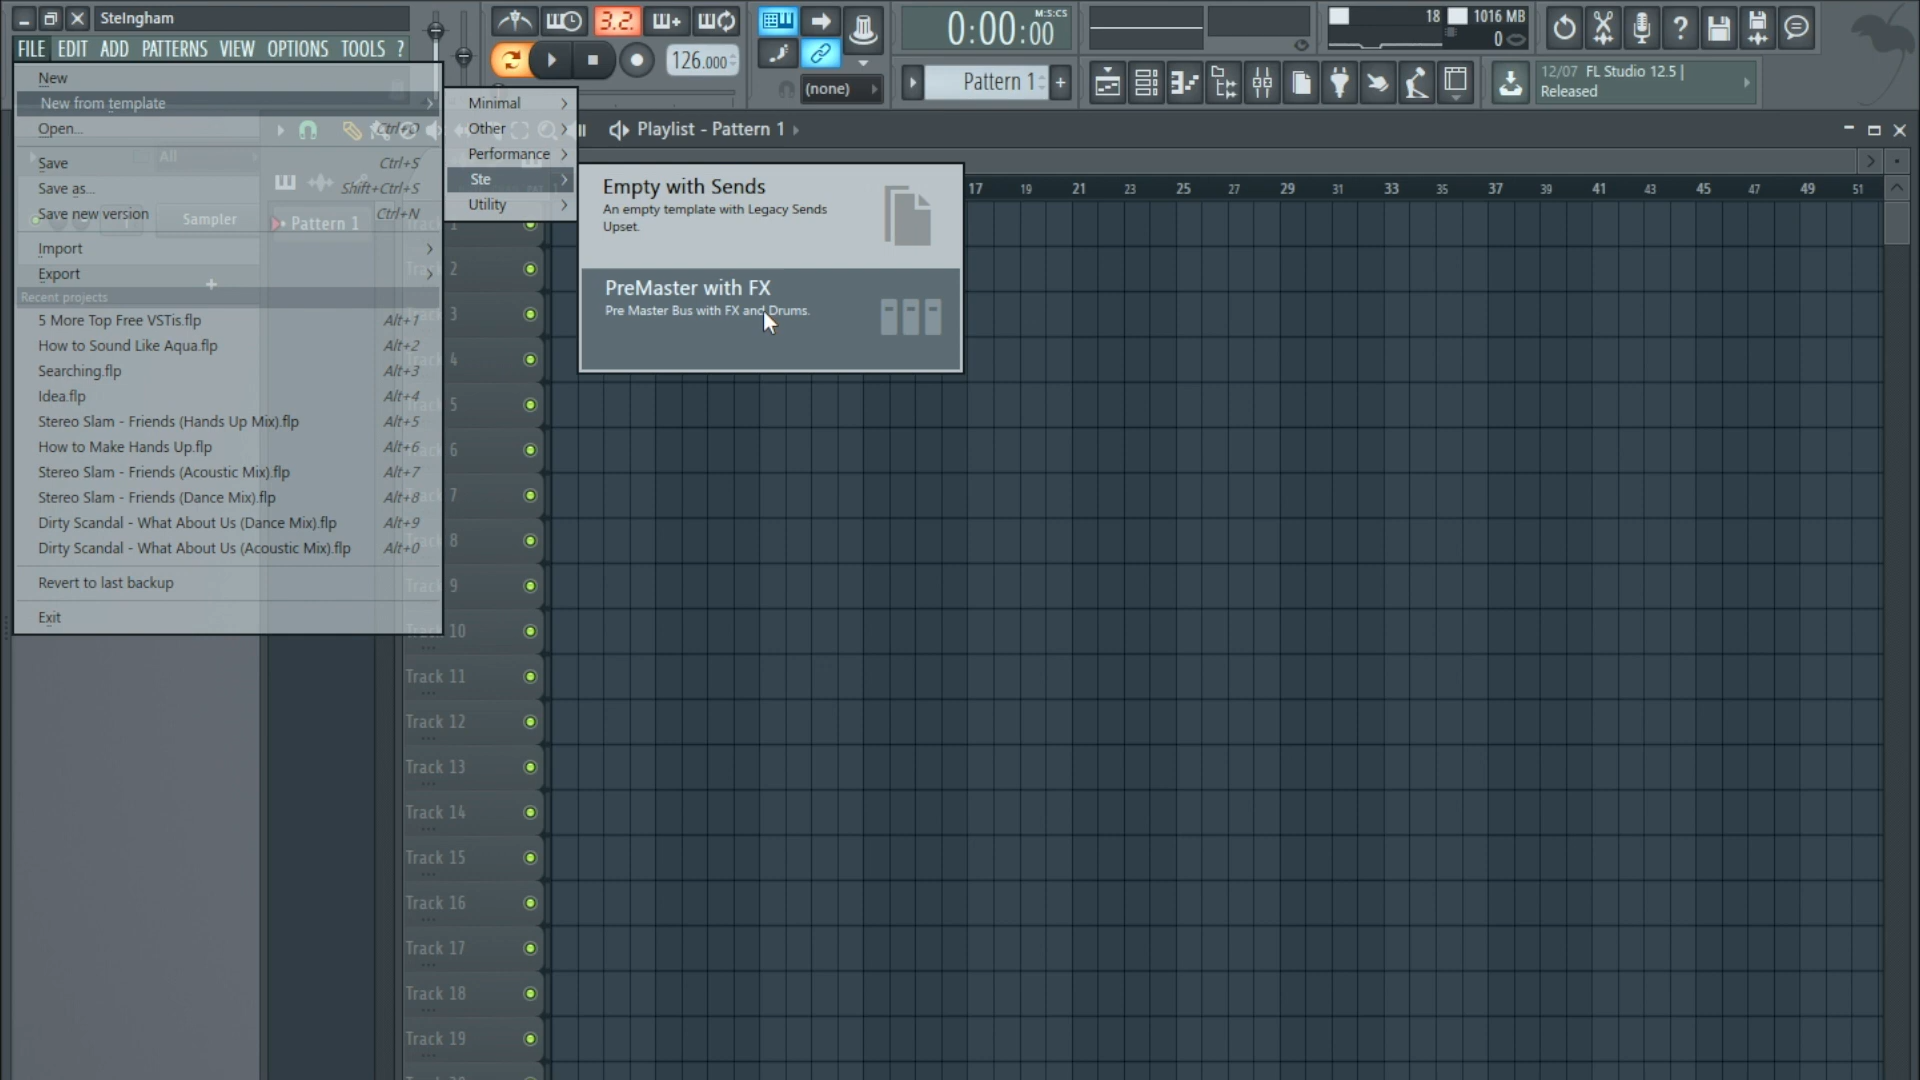 SteIngham
FILE EDIT ADD PATTERNS VIEW OPTIONS TOOLS ?
3.2.
126.000
(none)
0:00:00
M:S:CS
Pattern 1
+
18
1016 MB
0
?
12/07 FL Studio 12.5 |
Released
New
New from template
Open... Ctrl+O
Save Ctrl+S
Save as... Shift+Ctrl+S
Save new version Ctrl+N
Import
Export
Recent projects
5 More Top Free VSTis.flp Alt+1
How to Sound Like Aqua.flp Alt+2
Searching.flp Alt+3
Idea.flp Alt+4
Stereo Slam - Friends (Hands Up Mix).flp Alt+5
How to Make Hands Up.flp Alt+6
Stereo Slam - Friends (Acoustic Mix).flp Alt+7
Stereo Slam - Friends (Dance Mix).flp Alt+8
Dirty Scandal - What About Us (Dance Mix).flp Alt+9
Dirty Scandal - What About Us (Acoustic Mix).flp Alt+0
Revert to last backup
Exit
All
Sampler
Pattern 1
Minimal
Other
Performance
Ste
Utility
Empty with Sends
An empty template with Legacy Sends
Upset.
PreMaster with FX
Pre Master Bus with FX and Drums.
Playlist - Pattern 1
17 19 21 23 25 27 29 31 33 35 37 39 41 43 45 47 49 51
1
2
3
4
5
6
7
8
Track 9
10
Track 11
Track 12
Track 13
Track 14
Track 15
Track 16
Track 17
Track 18
Track 19